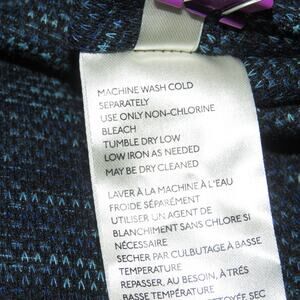 MACHINE WASH COLD
SEPARATELY
USE ONLY NON-CHLORINE
BLEACH
TUMBLE DRY LOW
LOW IRON AS NEEDED
MAY BE DRY CLEANED
LAVER À LA MACHINE À L'EAU
FROIDE SÉPARÉMENT
UTILISER UN AGENT DE
BLANCHIMENT SANS CHLORE SI
NÉCESSAIRE
SECHER PAR CULBUTAGE À BASSE
TEMPERATURE
REPASSER, AU BESOIN, À TRÈS
BASSE TEMPÉRATURE